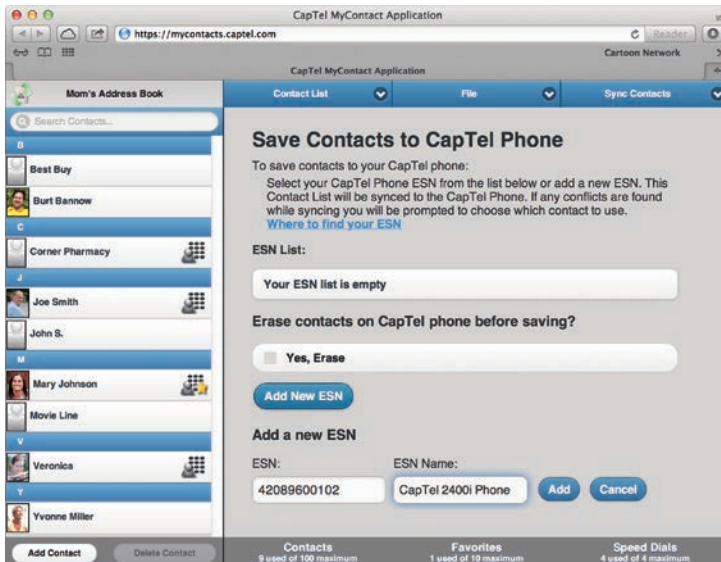 CapTel MyContact Application
https://mycontacts.captel.com
Reader
Cartoon Network
CapTel MyContact Application
Mom's Address Book
Contact List
File
Sync Contacts
Search Contacts...
B
Best Buy
Burt Bannow
C
Corner Pharmacy
J
Joe Smith
John S.
M
Mary Johnson
Movie Line
V
Veronica
Y
Yvonne Miller
Add Contact
Delete Contact
Save Contacts to CapTel Phone
To save contacts to your CapTel phone:
Select your CapTel Phone ESN from the list below or add a new ESN. This
Contact List will be synced to the CapTel Phone. If any conflicts are found
while syncing you will be prompted to choose which contact to use.
Where to find your ESN
ESN List:
Your ESN list is empty
Erase contacts on CapTel phone before saving?
Yes, Erase
Add New ESN
Add a new ESN
ESN:
ESN Name:
42089600102
CapTel 2400i Phone
Add
Cancel
Contacts
9 used of 100 maximum
Favorites
1 used of 10 maximum
Speed Dials
4 used of 4 maximum